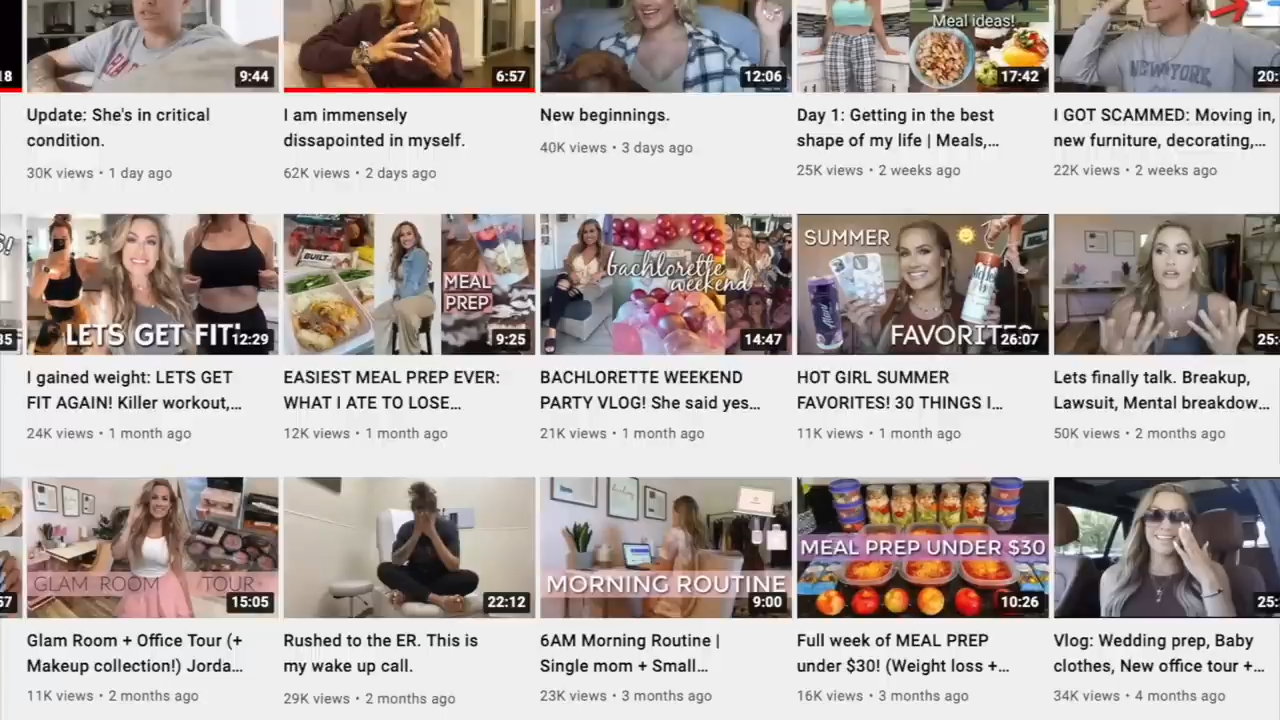 Meal ideas!
NEW YORK
18
9:44
6:57
12:06
17:42
20:
Update: She's in critical
condition.
30K views • 1 day ago
I am immensely
dissapointed in myself.
62K views • 2 days ago
New beginnings.
40K views • 3 days ago
Day 1: Getting in the best
shape of my life | Meals,...
25K views • 2 weeks ago
I GOT SCAMMED: Moving in,
new furniture, decorating,...
22K views • 2 weeks ago
35
LETS GET FIT!
12:29
BUILT
MEAL
PREP
9:25
bachlorette
weekend
14:47
SUMMER
FAVORITES
26:07
25:
I gained weight: LETS GET
FIT AGAIN! Killer workout,...
24K views • 1 month ago
EASIEST MEAL PREP EVER:
WHAT I ATE TO LOSE...
12K views • 1 month ago
BACHLORETTE WEEKEND
PARTY VLOG! She said yes...
21K views • 1 month ago
HOT GIRL SUMMER
FAVORITES! 30 THINGS I...
11K views • 1 month ago
Lets finally talk. Breakup,
Lawsuit, Mental breakdow...
50K views • 2 months ago
57
GLAM ROOM TOUR
15:05
22:12
MORNING ROUTINE
9:00
MEAL PREP UNDER $30
10:26
25:
Glam Room + Office Tour (+
Makeup collection!) Jorda...
11K views • 2 months ago
Rushed to the ER. This is
my wake up call.
29K views • 2 months ago
6AM Morning Routine |
Single mom + Small...
23K views • 3 months ago
Full week of MEAL PREP
under $30! (Weight loss +...
16K views • 3 months ago
Vlog: Wedding prep, Baby
clothes, New office tour +...
34K views • 4 months ago